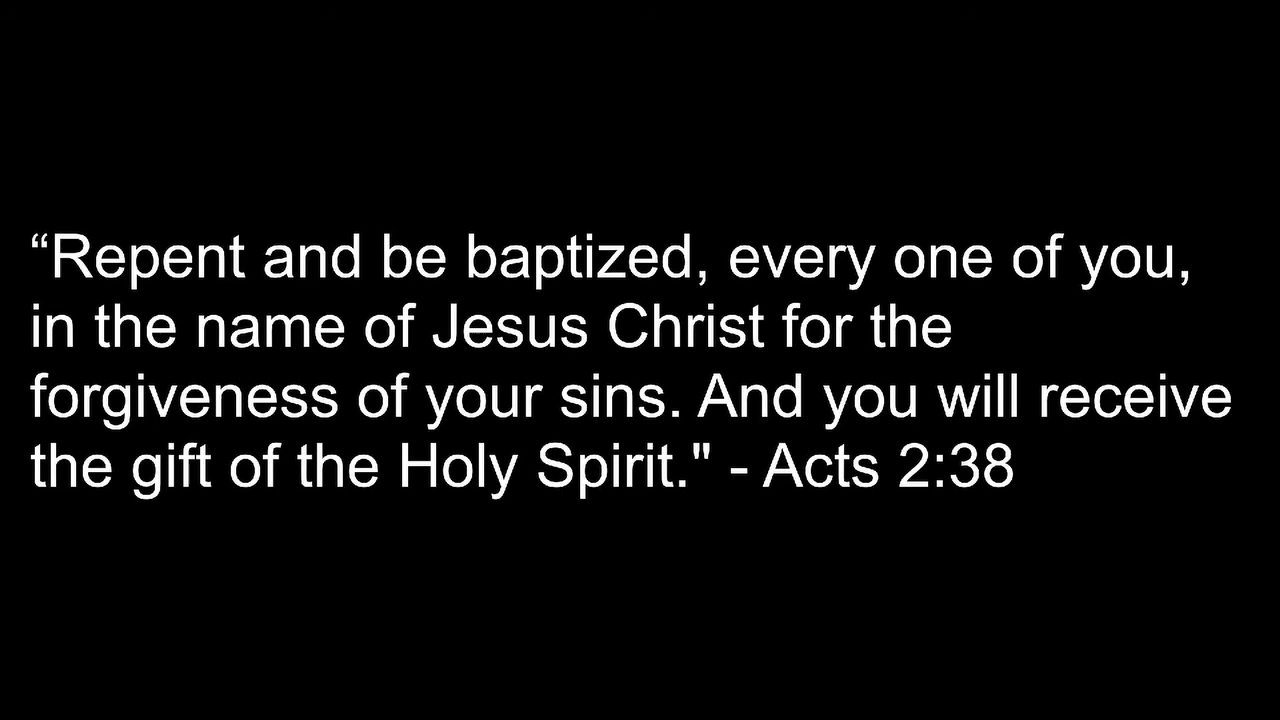 “Repent and be baptized, every one of you,
in the name of Jesus Christ for the
forgiveness of your sins. And you will receive
the gift of the Holy Spirit." - Acts 2:38